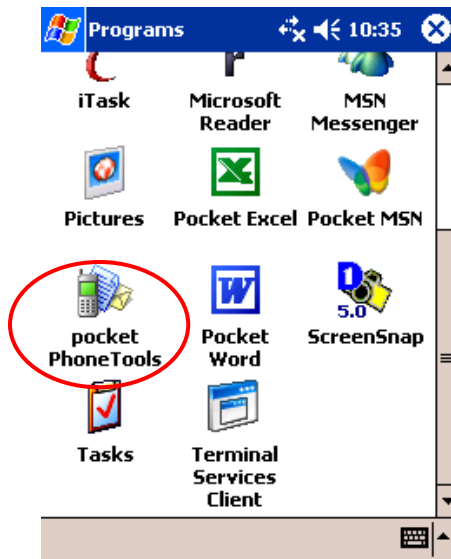 Programs 10:35
iTask Microsoft Reader MSN Messenger
Pictures Pocket Excel Pocket MSN
pocket PhoneTools Pocket Word 5.0 ScreenSnap
Tasks Terminal Services Client